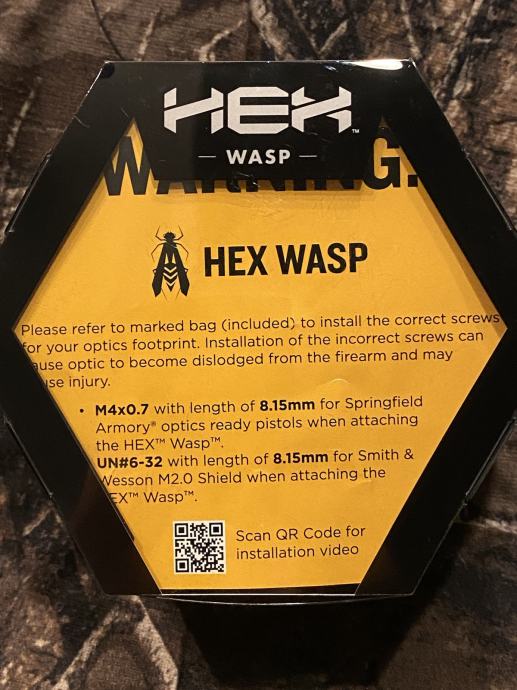 HEX™
— WASP —
WARNING!
HEX WASP
Please refer to marked bag (included) to install the correct screws
for your optics footprint. Installation of the incorrect screws can
ause optic to become dislodged from the firearm and may
use injury.
• M4x0.7 with length of 8.15mm for Springfield
Armory® optics ready pistols when attaching
the HEX™ Wasp™.
UN#6-32 with length of 8.15mm for Smith &
Wesson M2.0 Shield when attaching the
EX™ Wasp™.
Scan QR Code for
installation video